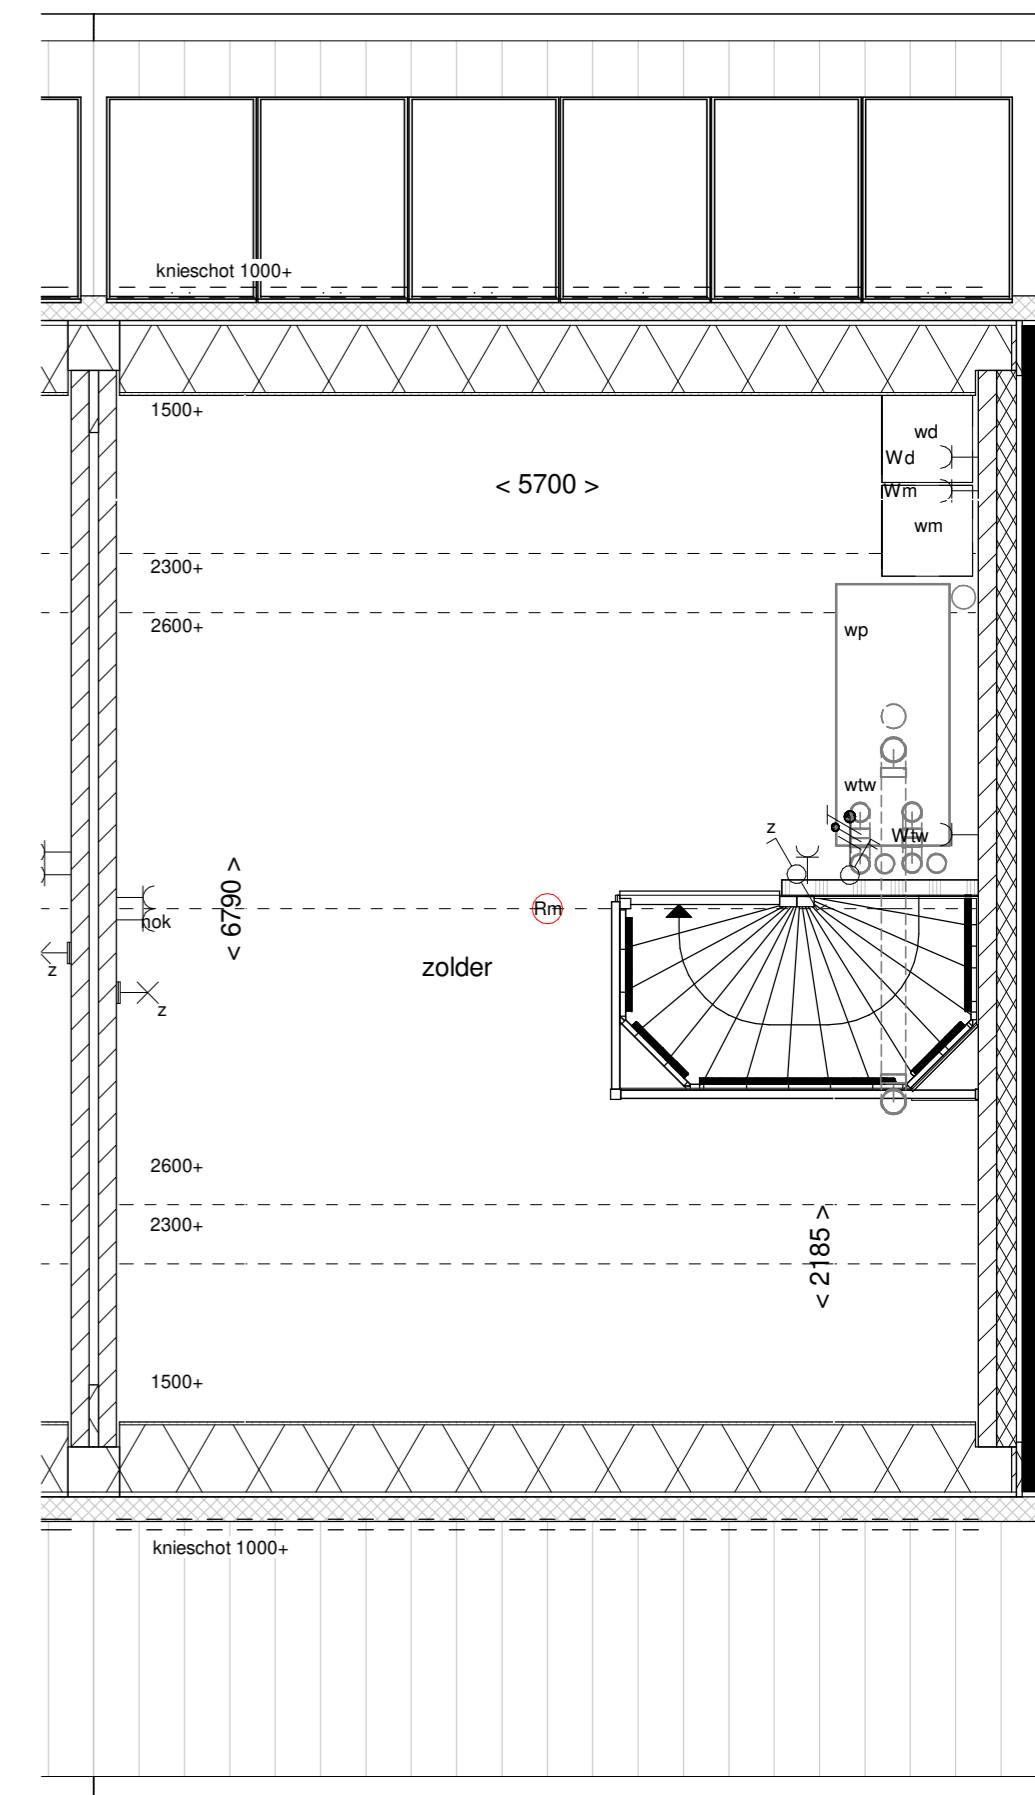 knieschot 1000+
1500+
wd
Wd
< 5700 >
Wm
wm
2300+
2600+
wp
wtw
z
Wtw
< 6790 >
nok
Rm
z
zolder
z
2600+
2300+
< 2185 >
1500+
knieschot 1000+